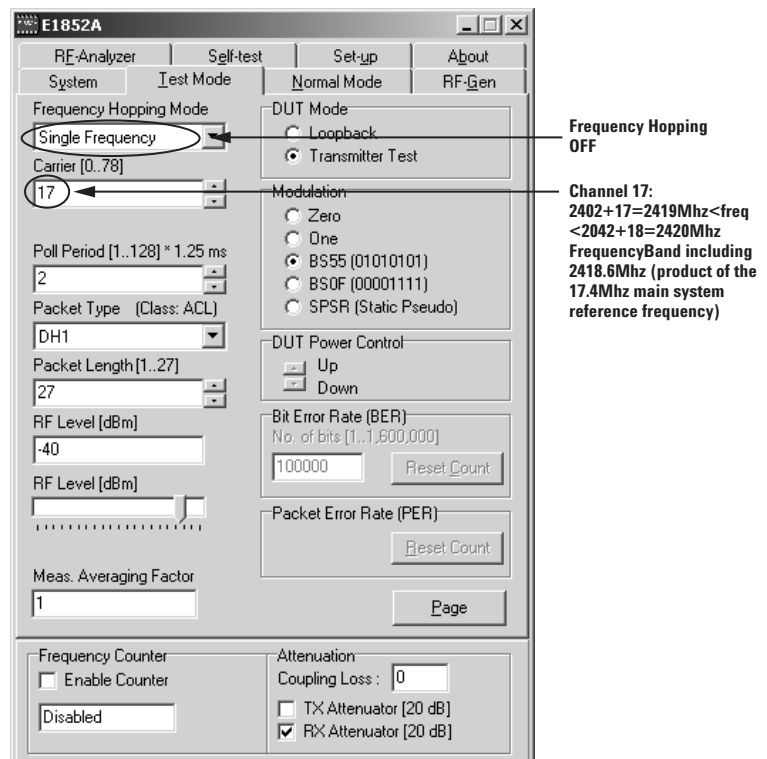 E1852A
RF-Analyzer
Self-test
Set-up
About
System
Test Mode
Normal Mode
RF-Gen
Frequency Hopping Mode
Single Frequency
Carrier [0..78]
17
Poll Period [1..128] * 1.25 ms
2
Packet Type (Class: ACL)
DH1
Packet Length [1..27]
27
RF Level [dBm]
-40
RF Level [dBm]
Meas. Averaging Factor
1
DUT Mode
Loopback
Transmitter Test
Modulation
Zero
One
BS55 (01010101)
BS0F (00001111)
SPSR (Static Pseudo)
DUT Power Control
Up
Down
Bit Error Rate (BER)
No. of bits [1..1,600,000]
100000
Reset Count
Packet Error Rate (PER)
Reset Count
Page
Frequency Counter
Enable Counter
Disabled
Attenuation
Coupling Loss : 0
TX Attenuator [20 dB]
RX Attenuator [20 dB]
Frequency Hopping
OFF
Channel 17:
2402+17=2419Mhz<freq
<2042+18=2420Mhz
FrequencyBand including
2418.6Mhz (product of the
17.4Mhz main system
reference frequency)